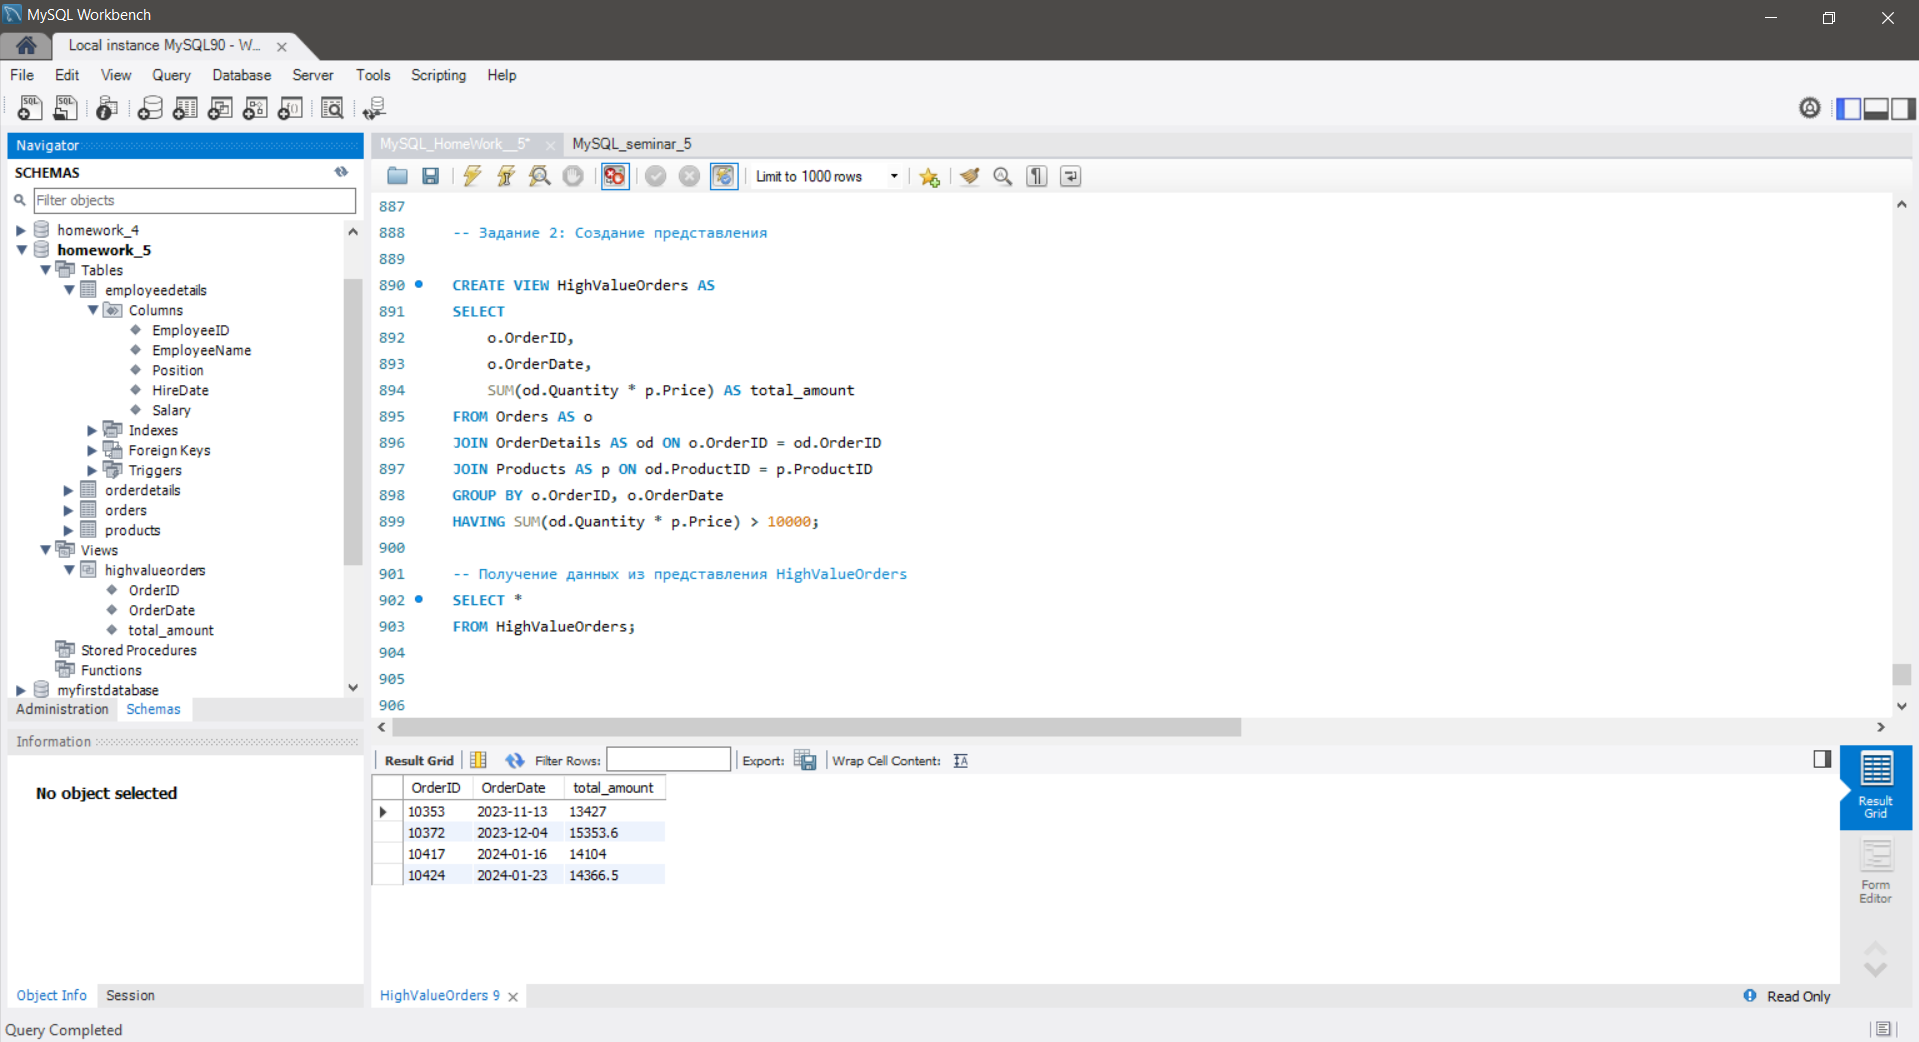 MySQL Workbench
Local instance MySQL90 - W...
File Edit View Query Database Server Tools Scripting Help
Navigator
SCHEMAS
Filter objects
homework_4
homework_5
Tables
employeedetails
Columns
EmployeeID
EmployeeName
Position
HireDate
Salary
Indexes
Foreign Keys
Triggers
orderdetails
orders
products
Views
highvalueorders
OrderID
OrderDate
total_amount
Stored Procedures
Functions
myfirstdatabase
Administration Schemas
Information
No object selected
Object Info Session
Query Completed
MySQL_HomeWork__5* MySQL_seminar_5
Limit to 1000 rows
887
888 -- Задание 2: Создание представления
889
890 CREATE VIEW HighValueOrders AS
891 SELECT
892 o.OrderID,
893 o.OrderDate,
894 SUM(od.Quantity * p.Price) AS total_amount
895 FROM Orders AS o
896 JOIN OrderDetails AS od ON o.OrderID = od.OrderID
897 JOIN Products AS p ON od.ProductID = p.ProductID
898 GROUP BY o.OrderID, o.OrderDate
899 HAVING SUM(od.Quantity * p.Price) > 10000;
900
901 -- Получение данных из представления HighValueOrders
902 SELECT *
903 FROM HighValueOrders;
904
905
906
Result Grid Filter Rows: Export: Wrap Cell Content:
OrderID OrderDate total_amount
10353 2023-11-13 13427
10372 2023-12-04 15353.6
10417 2024-01-16 14104
10424 2024-01-23 14366.5
Result
Grid
Form
Editor
HighValueOrders 9
Read Only